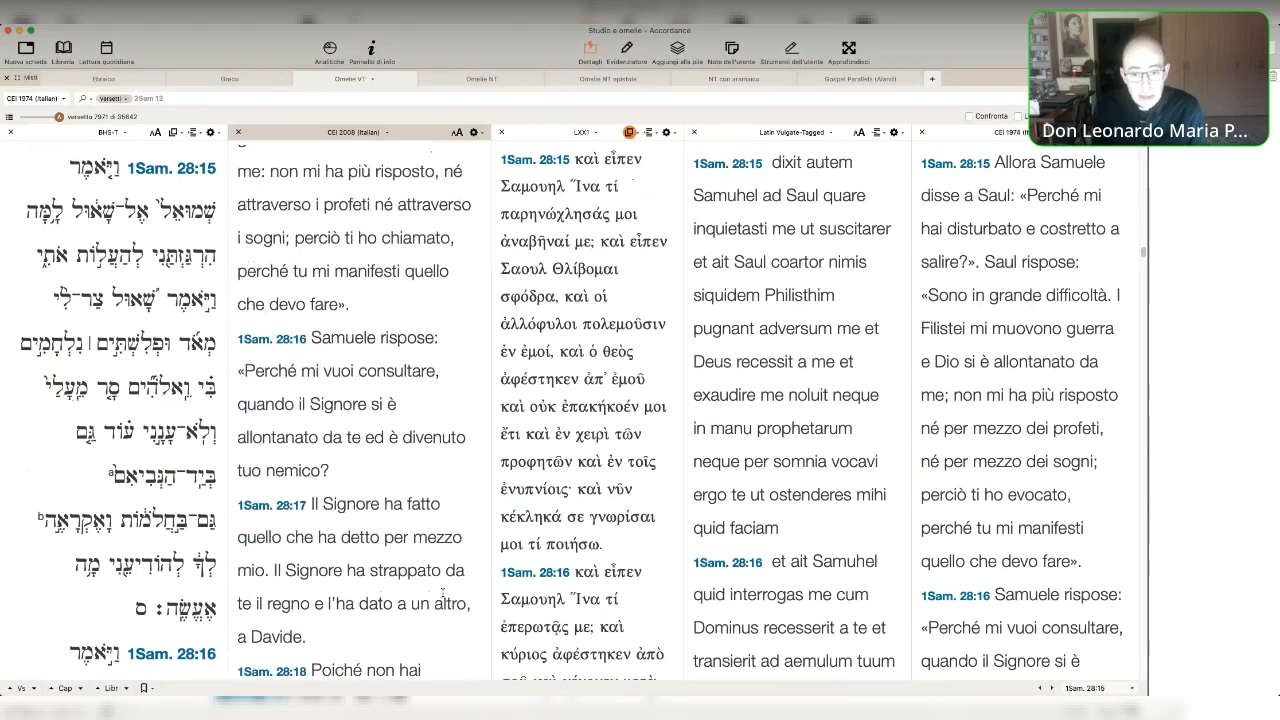 Studio e omelie - Accordance
Nuova scheda Libreria Lettura quotidiana Analitiche Pannello di info Dettagli Evidenziatore Aggiungi alla pila Note dell'utente Strumenti dell'utente Approfondisci
Misti Ebraico Greco Omelie VT Omelie NT Omelie NT epistole NT con aramaico Gospel Parallels (Aland) +
CEI 1974 (Italian) versetti 2Sam 12
versetto 7971 di 35642 Confronta
Don Leonardo Maria P...
BHS-T
1Sam. 28:15 וַיֹּ֤אמֶר
שְׁמוּאֵל֙ אֶל־שָׁא֔וּל לָ֥מָּה
הִרְגַּזְתַּ֖נִי לְהַעֲל֣וֹת אֹתִ֑י
וַיֹּ֣אמֶר שָׁ֠אוּל צַר־לִ֨י
מְאֹ֜ד וּפְלִשְׁתִּ֣ים ׀ נִלְחָמִ֣ים
בִּ֗י וֵֽאלֹהִ֞ים סָ֤ר מֵֽעָלַי֙
וְלֹֽא־עָנָ֣נִי ע֗וֹד גַּ֤ם
בְּיַֽד־הַנְּבִיאִם֙a
גַּם־בַּ֣חֲלֹמ֔וֹת וָאֶקְרָאֶ֣הb
לְךָ֔ לְהוֹדִיעֵ֖נִי מָ֥ה
אֶעֱשֶֽׂה׃ ס
1Sam. 28:16 וַיֹּ֣אמֶר
CEI 2008 (Italian)
me: non mi ha più risposto, né
attraverso i profeti né attraverso
i sogni; perciò ti ho chiamato,
perché tu mi manifesti quello
che devo fare».
1Sam. 28:16 Samuele rispose:
«Perché mi vuoi consultare,
quando il Signore si è
allontanato da te ed è divenuto
tuo nemico?
1Sam. 28:17 Il Signore ha fatto
quello che ha detto per mezzo
mio. Il Signore ha strappato da
te il regno e l'ha dato a un altro,
a Davide.
1Sam. 28:18 Poiché non hai
LXX1
1Sam. 28:15 καὶ εἶπεν
Σαμουηλ Ἵνα τί
παρηνώχλησάς μοι
ἀναβῆναί με; καὶ εἶπεν
Σαουλ Θλίβομαι
σφόδρα, καὶ οἱ
ἀλλόφυλοι πολεμοῦσιν
ἐν ἐμοί, καὶ ὁ θεὸς
ἀφέστηκεν ἀπ᾽ ἐμοῦ
καὶ οὐκ ἐπακήκοέν μοι
ἔτι καὶ ἐν χειρὶ τῶν
προφητῶν καὶ ἐν τοῖς
ἐνυπνίοις· καὶ νῦν
κέκληκά σε γνωρίσαι
μοι τί ποιήσω.
1Sam. 28:16 καὶ εἶπεν
Σαμουηλ Ἵνα τί
ἐπερωτᾷς με; καὶ
κύριος ἀφέστηκεν ἀπὸ
Latin Vulgate-Tagged
1Sam. 28:15 dixit autem
Samuhel ad Saul quare
inquietasti me ut suscitarer
et ait Saul coartor nimis
siquidem Philisthim
pugnant adversum me et
Deus recessit a me et
exaudire me noluit neque
in manu prophetarum
neque per somnia vocavi
ergo te ut ostenderes mihi
quid faciam
1Sam. 28:16 et ait Samuhel
quid interrogas me cum
Dominus recesserit a te et
transierit ad aemulum tuum
CEI 1974
1Sam. 28:15 Allora Samuele
disse a Saul: «Perché mi
hai disturbato e costretto a
salire?». Saul rispose:
«Sono in grande difficoltà. I
Filistei mi muovono guerra
e Dio si è allontanato da
me; non mi ha più risposto
né per mezzo dei profeti,
né per mezzo dei sogni;
perciò ti ho evocato,
perché tu mi manifesti
quello che devo fare».
1Sam. 28:16 Samuele rispose:
«Perché mi vuoi consultare,
quando il Signore si è
Vs Cap Libr 1Sam. 28:15